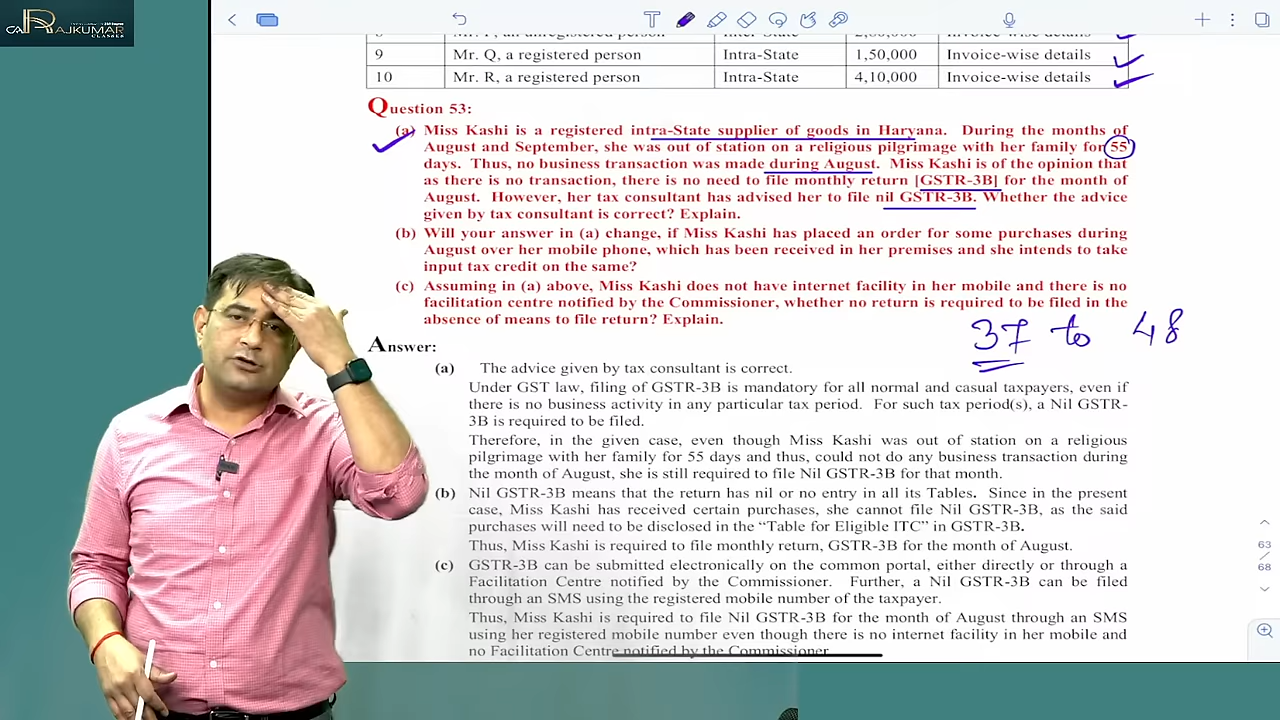 CA RAJKUMAR
CLASSES
T
9 Mr. Q, a registered person Intra-State 1,50,000 Invoice-wise details
10 Mr. R, a registered person Intra-State 4,10,000 Invoice-wise details
Question 53:
(a) Miss Kashi is a registered intra-State supplier of goods in Haryana. During the months of
August and September, she was out of station on a religious pilgrimage with her family for 55
days. Thus, no business transaction was made during August. Miss Kashi is of the opinion that
as there is no transaction, there is no need to file monthly return [GSTR-3B] for the month of
August. However, her tax consultant has advised her to file nil GSTR-3B. Whether the advice
given by tax consultant is correct? Explain.
(b) Will your answer in (a) change, if Miss Kashi has placed an order for some purchases during
August over her mobile phone, which has been received in her premises and she intends to take
input tax credit on the same?
(c) Assuming in (a) above, Miss Kashi does not have internet facility in her mobile and there is no
facilitation centre notified by the Commissioner, whether no return is required to be filed in the
absence of means to file return? Explain.
37 to 48
Answer:
(a) The advice given by tax consultant is correct.
Under GST law, filing of GSTR-3B is mandatory for all normal and casual taxpayers, even if
there is no business activity in any particular tax period. For such tax period(s), a Nil GSTR-
3B is required to be filed.
Therefore, in the given case, even though Miss Kashi was out of station on a religious
pilgrimage with her family for 55 days and thus, could not do any business transaction during
the month of August, she is still required to file Nil GSTR-3B for that month.
(b) Nil GSTR-3B means that the return has nil or no entry in all its Tables. Since in the present
case, Miss Kashi has received certain purchases, she cannot file Nil GSTR-3B, as the said
purchases will need to be disclosed in the “Table for Eligible ITC” in GSTR-3B.
Thus, Miss Kashi is required to file monthly return, GSTR-3B for the month of August.
(c) GSTR-3B can be submitted electronically on the common portal, either directly or through a
Facilitation Centre notified by the Commissioner. Further, a Nil GSTR-3B can be filed
through an SMS using the registered mobile number of the taxpayer.
Thus, Miss Kashi is required to file Nil GSTR-3B for the month of August through an SMS
using her registered mobile number even though there is no internet facility in her mobile and
no Facilitation Centre notified by the Commissioner.
63
/
68